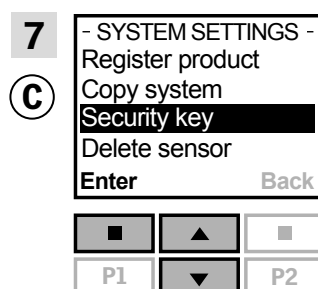 7
C
- SYSTEM SETTINGS -
Register product
Copy system
Security key
Delete sensor
Enter Back
P1 P2